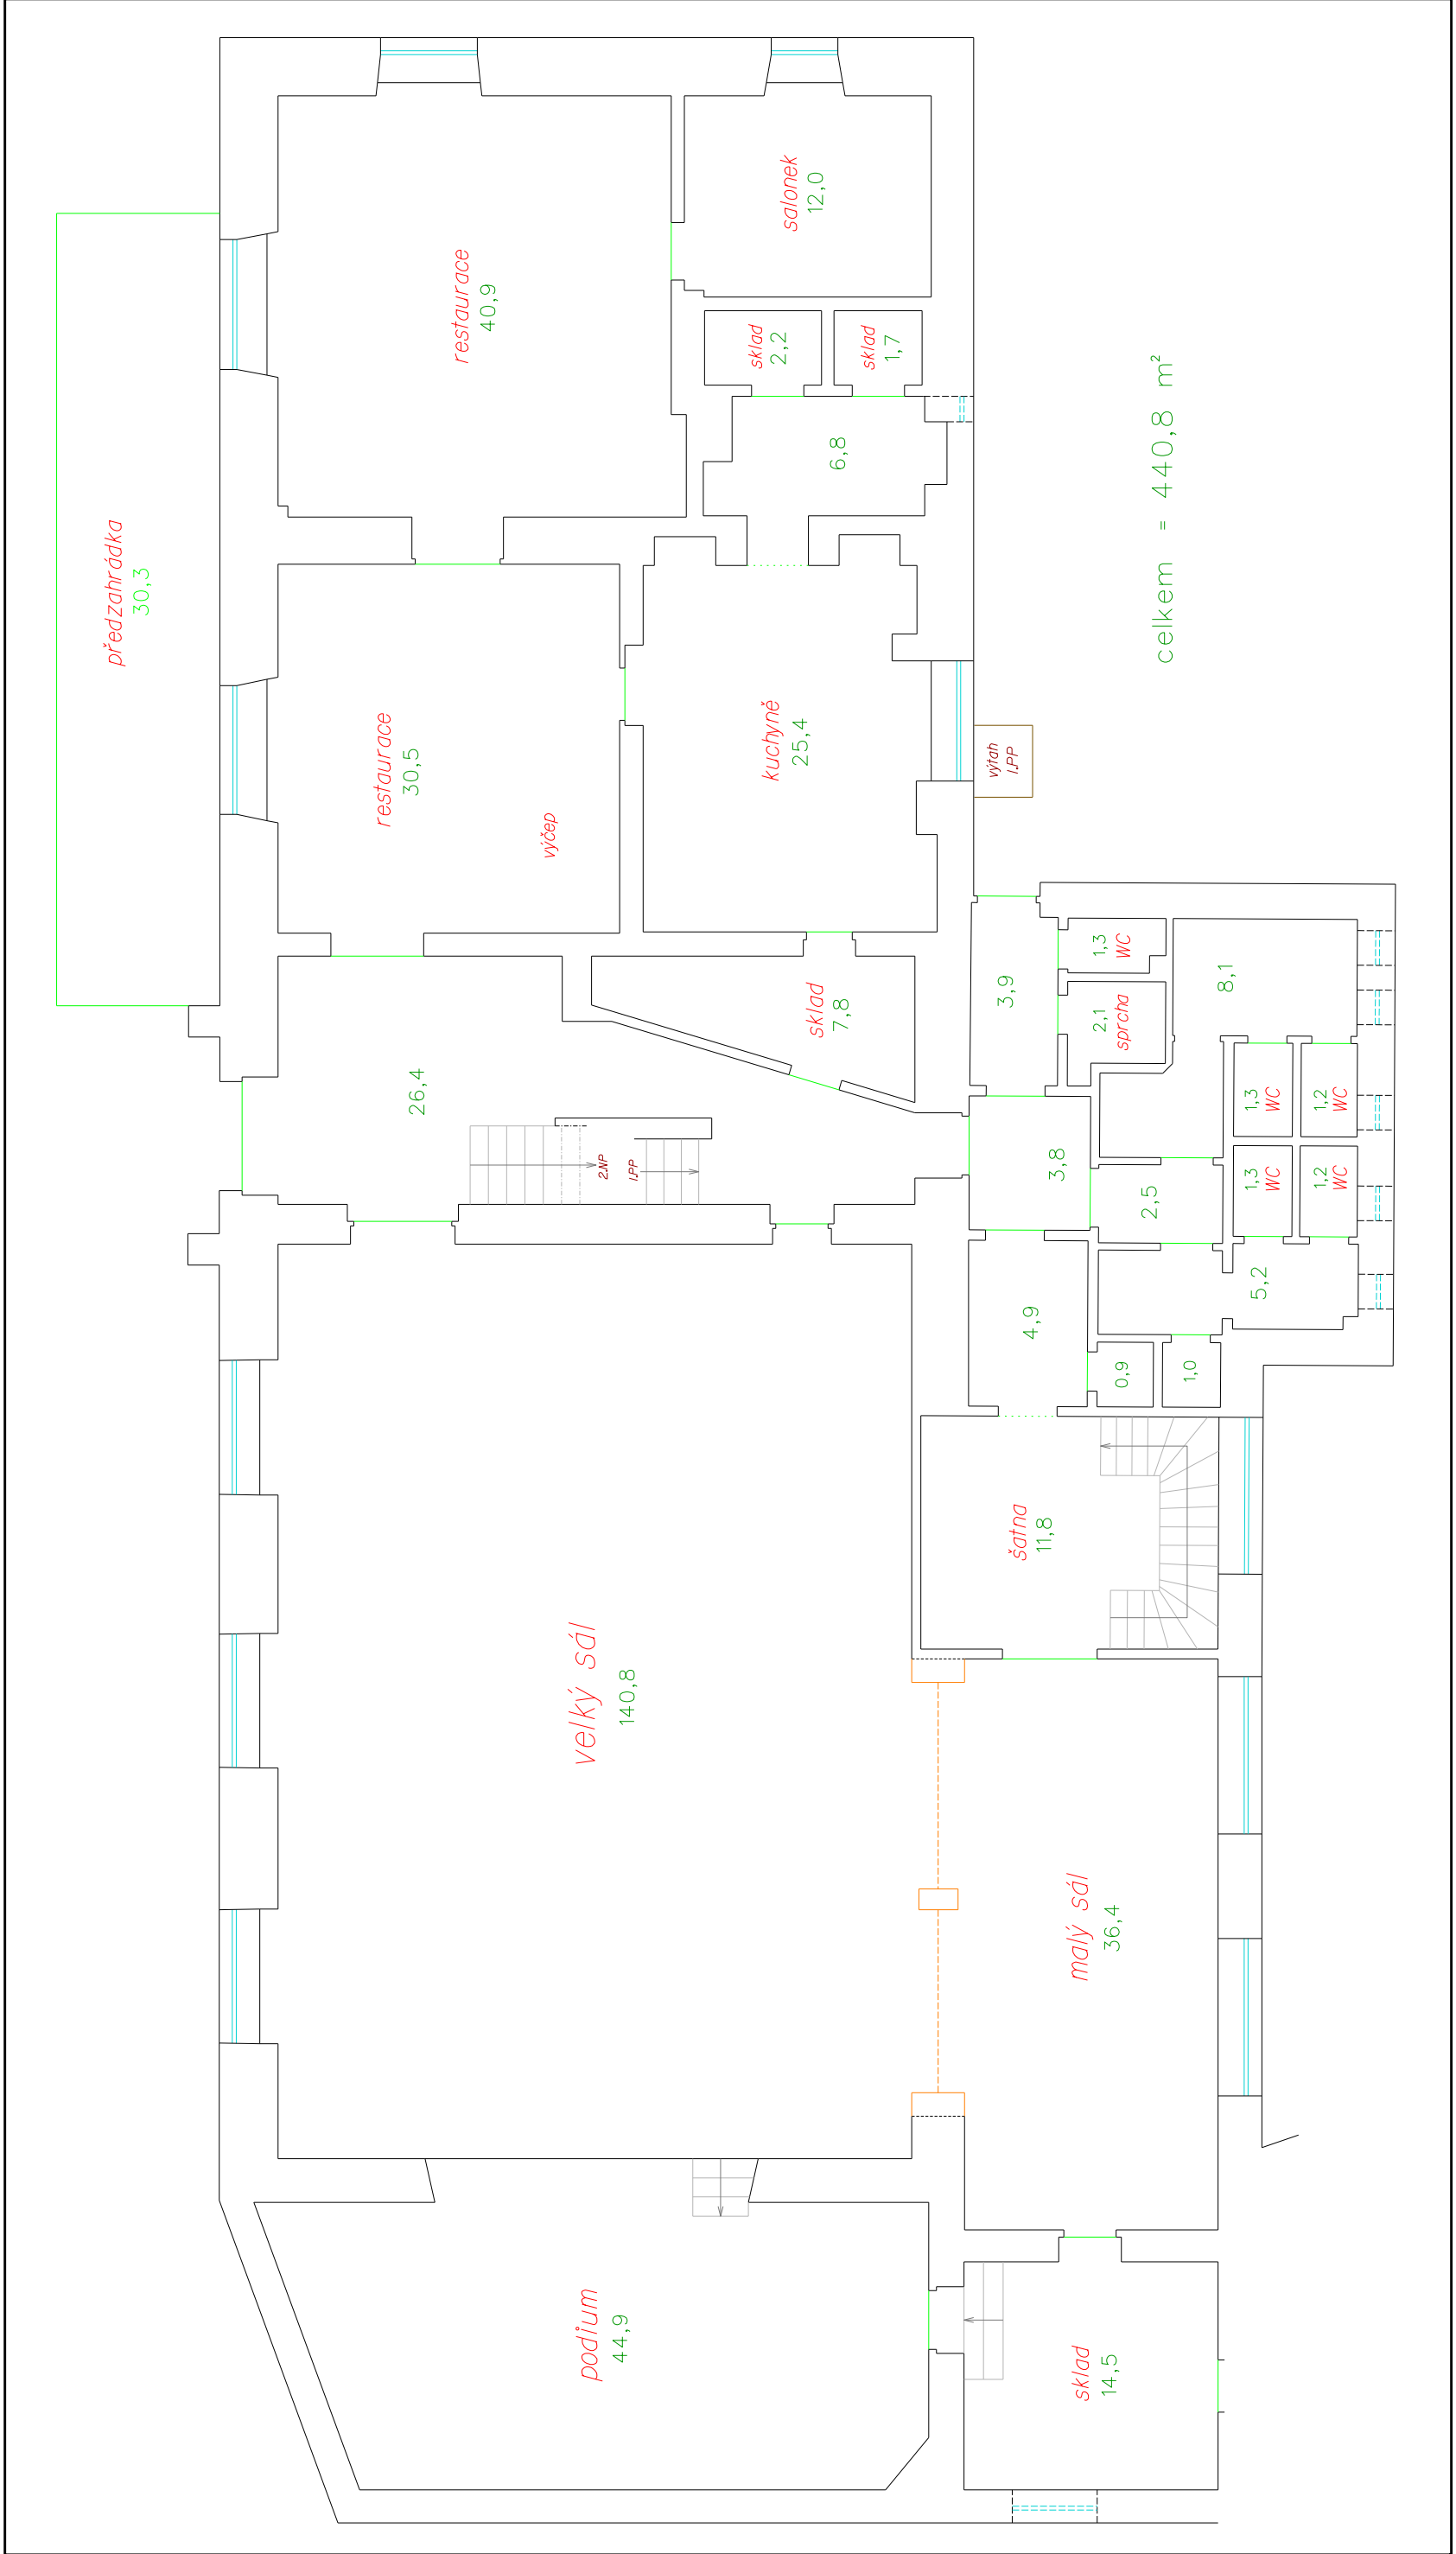 předzahrádka
30,3
restaurace
40,9
salonek
12,0
sklad
2,2
sklad
1,7
6,8
restaurace
30,5
výčep
kuchyně
25,4
výtah
1.PP
celkem = 440,8 m²
26,4
sklad
7,8
2.NP
1.PP
3,9
1,3
WC
2,1
sprcha
8,1
1,3
WC
1,2
WC
3,8
2,5
1,3
WC
1,2
WC
4,9
5,2
0,9
1,0
šatna
11,8
velký sál
140,8
malý sál
36,4
podium
44,9
sklad
14,5